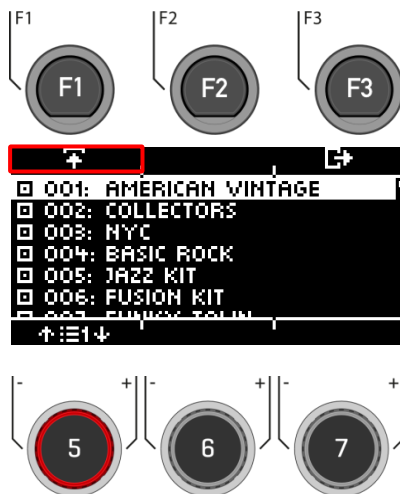 F1 F2 F3
F1 F2 F3
001: AMERICAN VINTAGE
002: COLLECTORS
003: NYC
004: BASIC ROCK
005: JAZZ KIT
006: FUSION KIT
1
- + - + - +
5 6 7